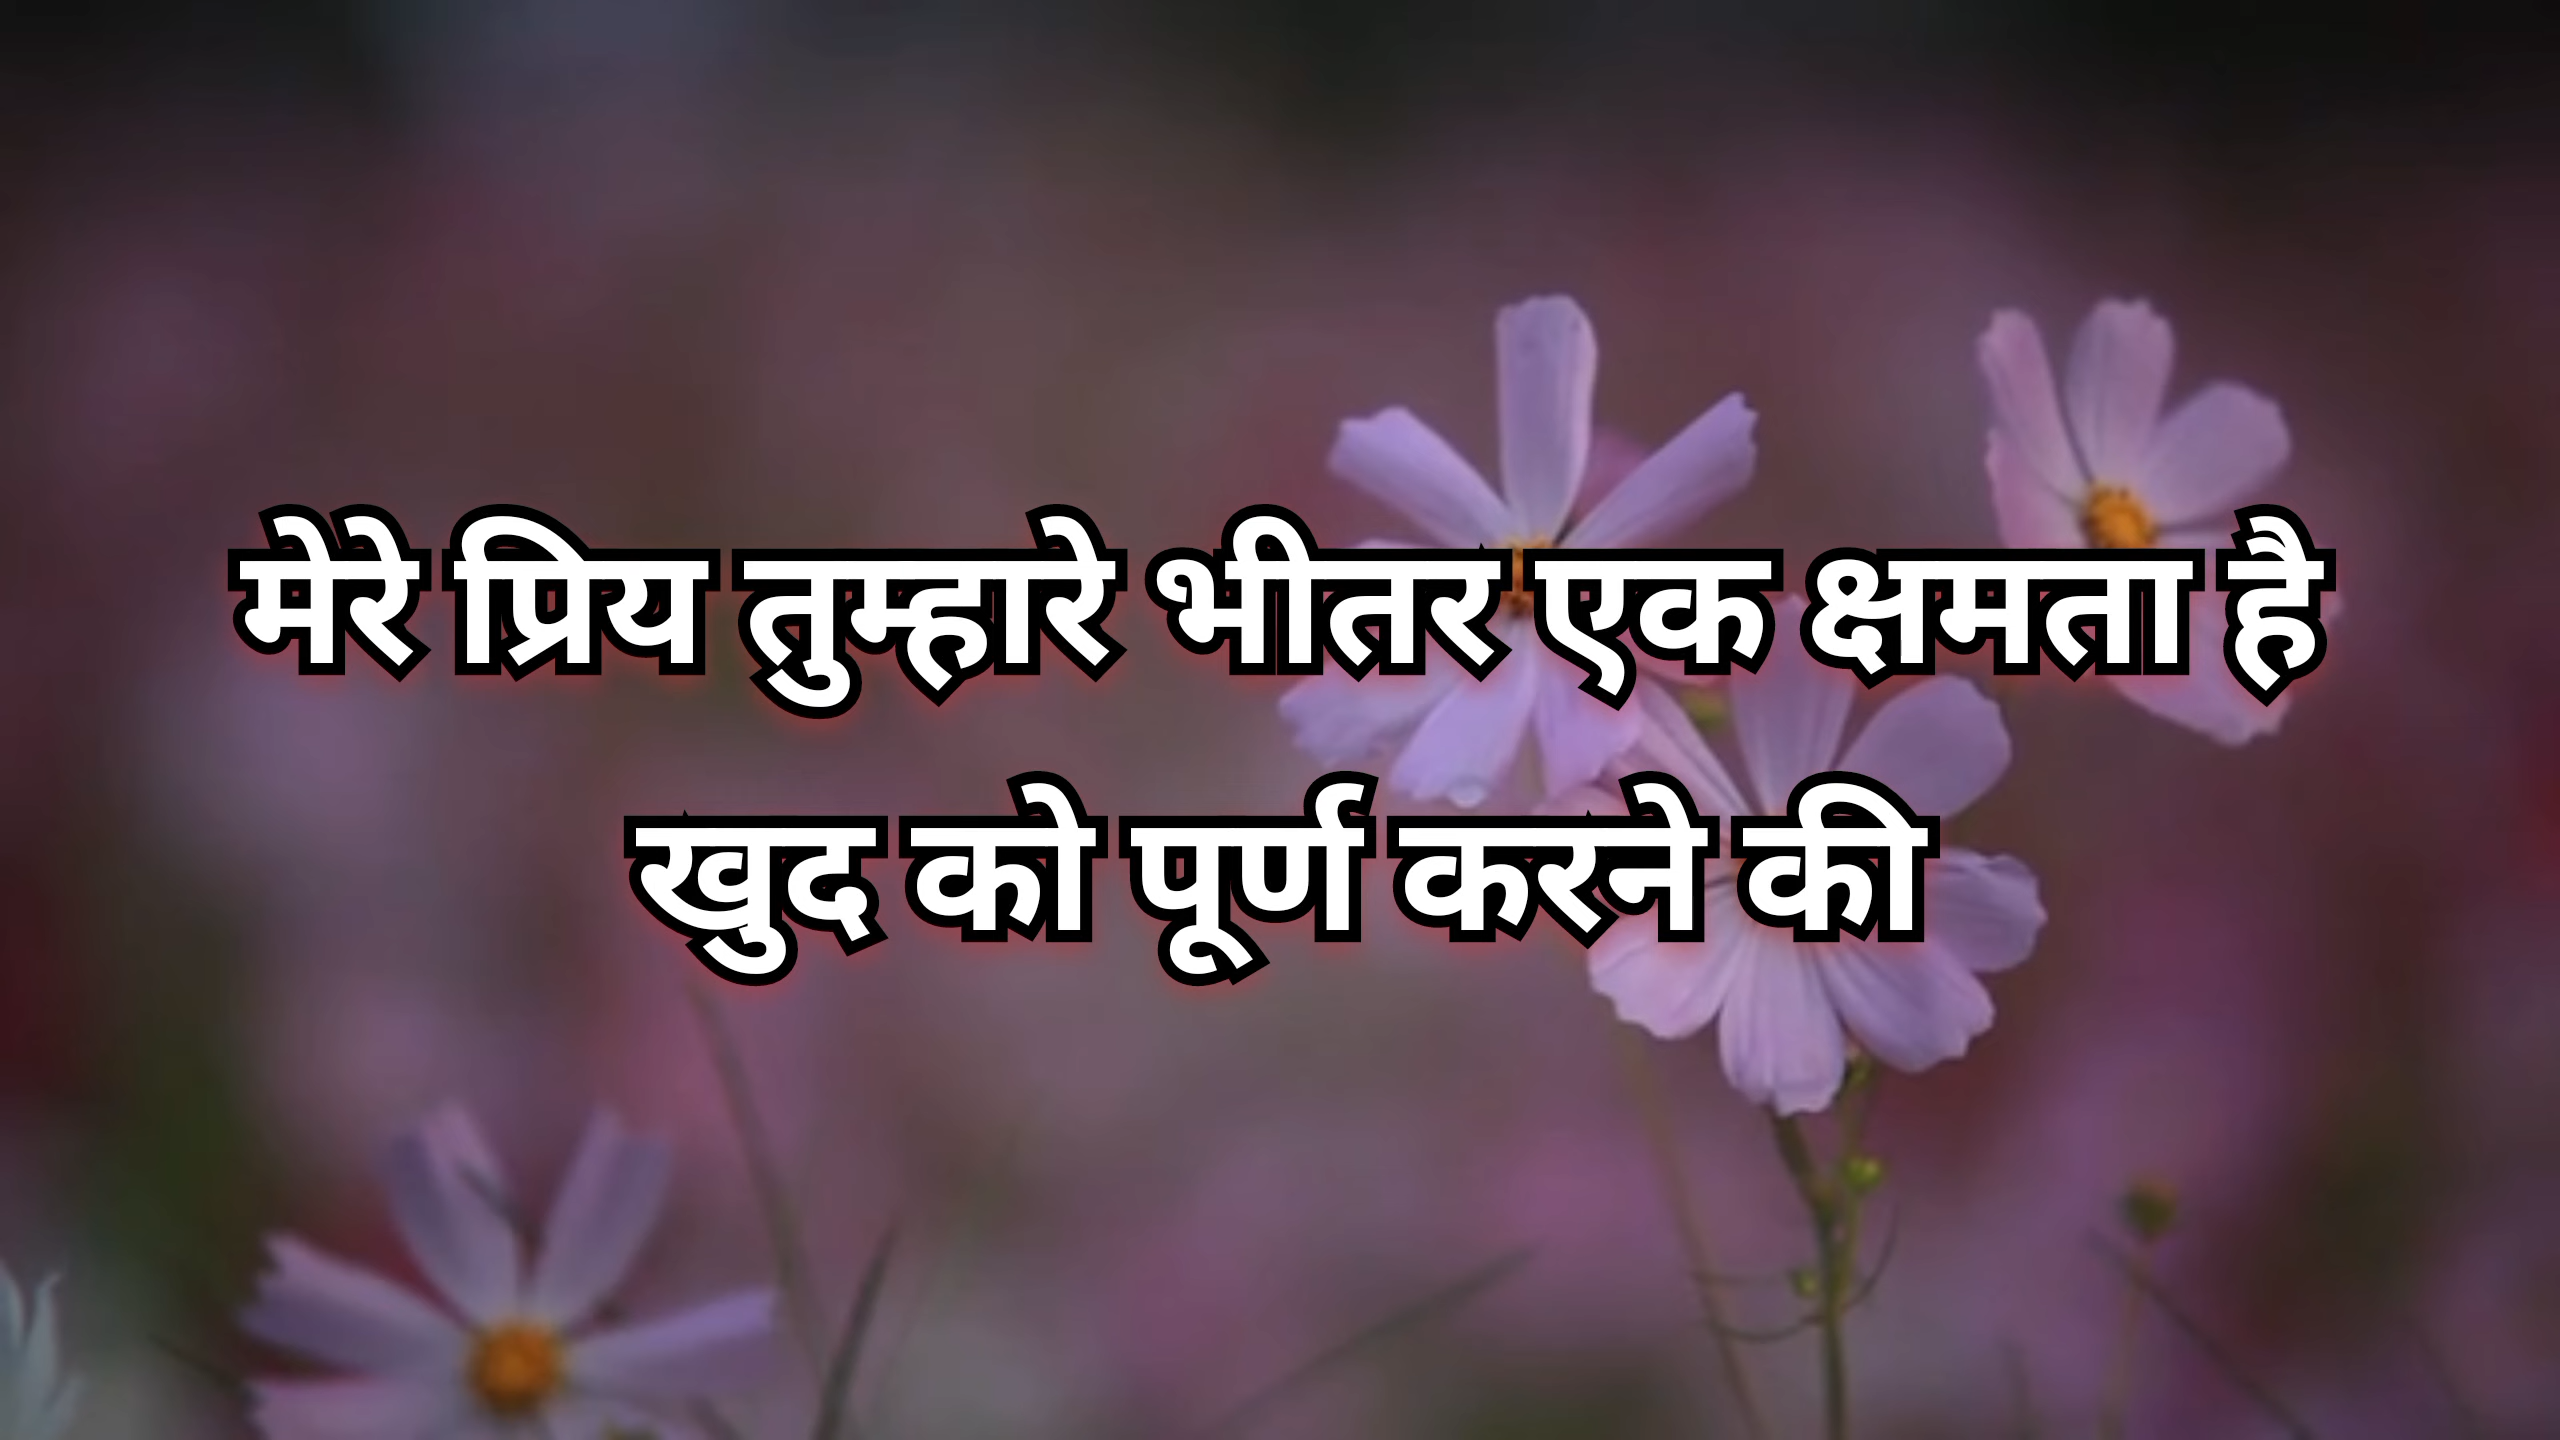 मेरे प्रिय तुम्हारे भीतर एक क्षमता है
खुद को पूर्ण करने की